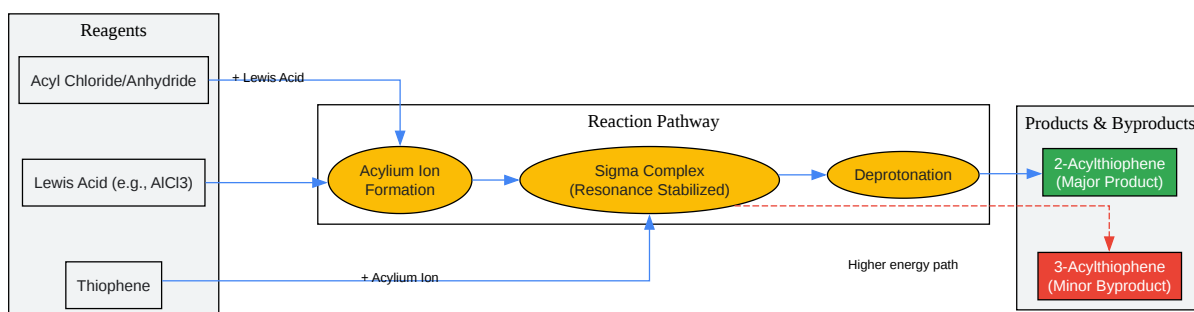 Reagents
Acyl Chloride/Anhydride
+ Lewis Acid
Lewis Acid (e.g., AlCl3)
Thiophene
+ Acylium Ion
Reaction Pathway
Acylium Ion
Formation
Sigma Complex
(Resonance Stabilized)
Deprotonation
Higher energy path
Products & Byproducts
2-Acylthiophene
(Major Product)
3-Acylthiophene
(Minor Byproduct)